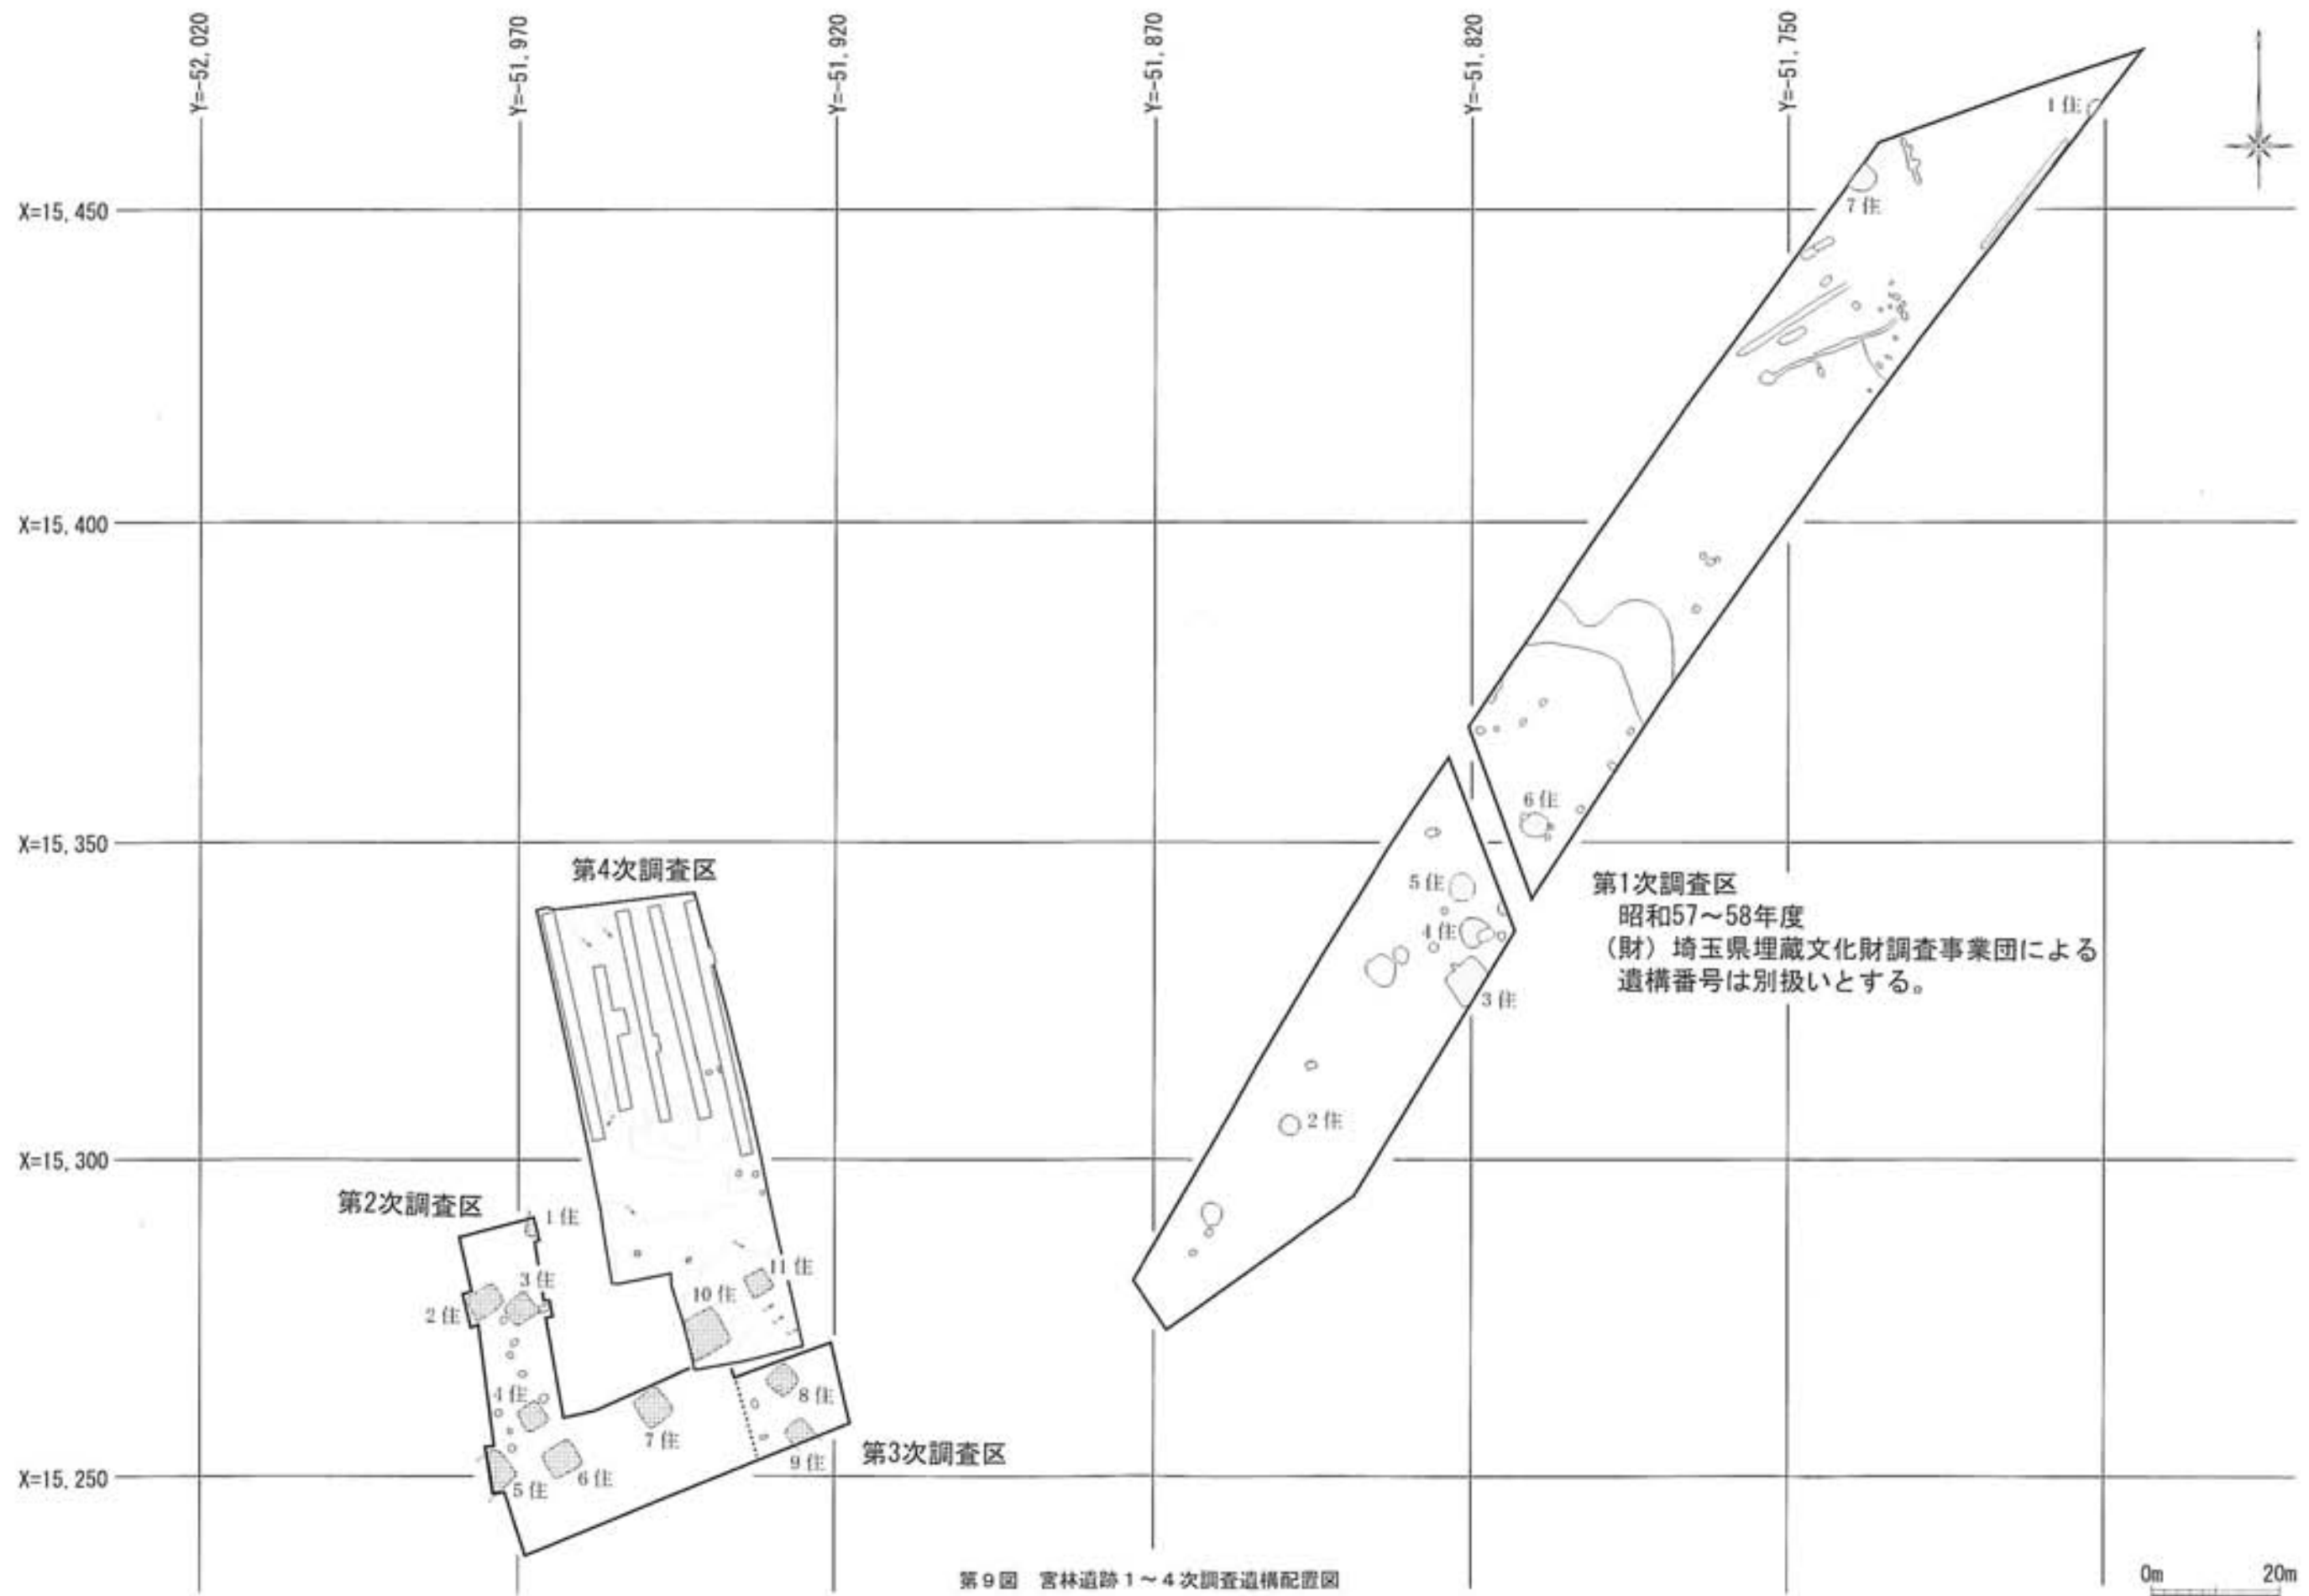 Y=-52,020
Y=-51,970
Y=-51,920
Y=-51,870
Y=-51,820
Y=-51,750
X=15,450
X=15,400
X=15,350
X=15,300
X=15,250
1住
7住
6住
5住
4住
3住
2住
第1次調査区
昭和57~58年度
(財)埼玉県埋蔵文化財調査事業団による
遺構番号は別扱いとする。
第4次調査区
11住
10住
第2次調査区
1住
3住
2住
4住
5住
6住
7住
8住
9住
第3次調査区
第9図 宮林遺跡1~4次調査遺構配置図
0m 20m